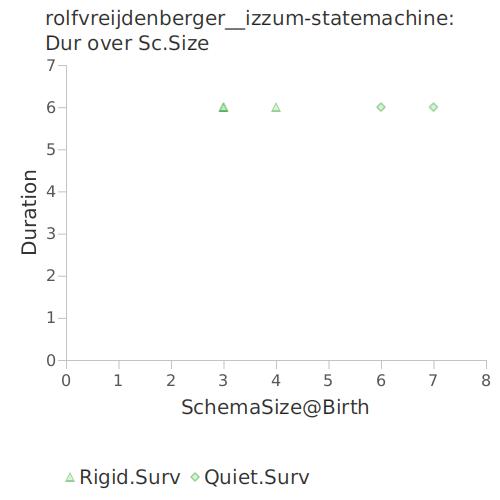 rolfvreijdenberger__izzum-statemachine:
Dur over Sc.Size
7
6
5
4
3
2
1
0
Duration
0 1 2 3 4 5 6 7 8
SchemaSize@Birth
Rigid.Surv Quiet.Surv